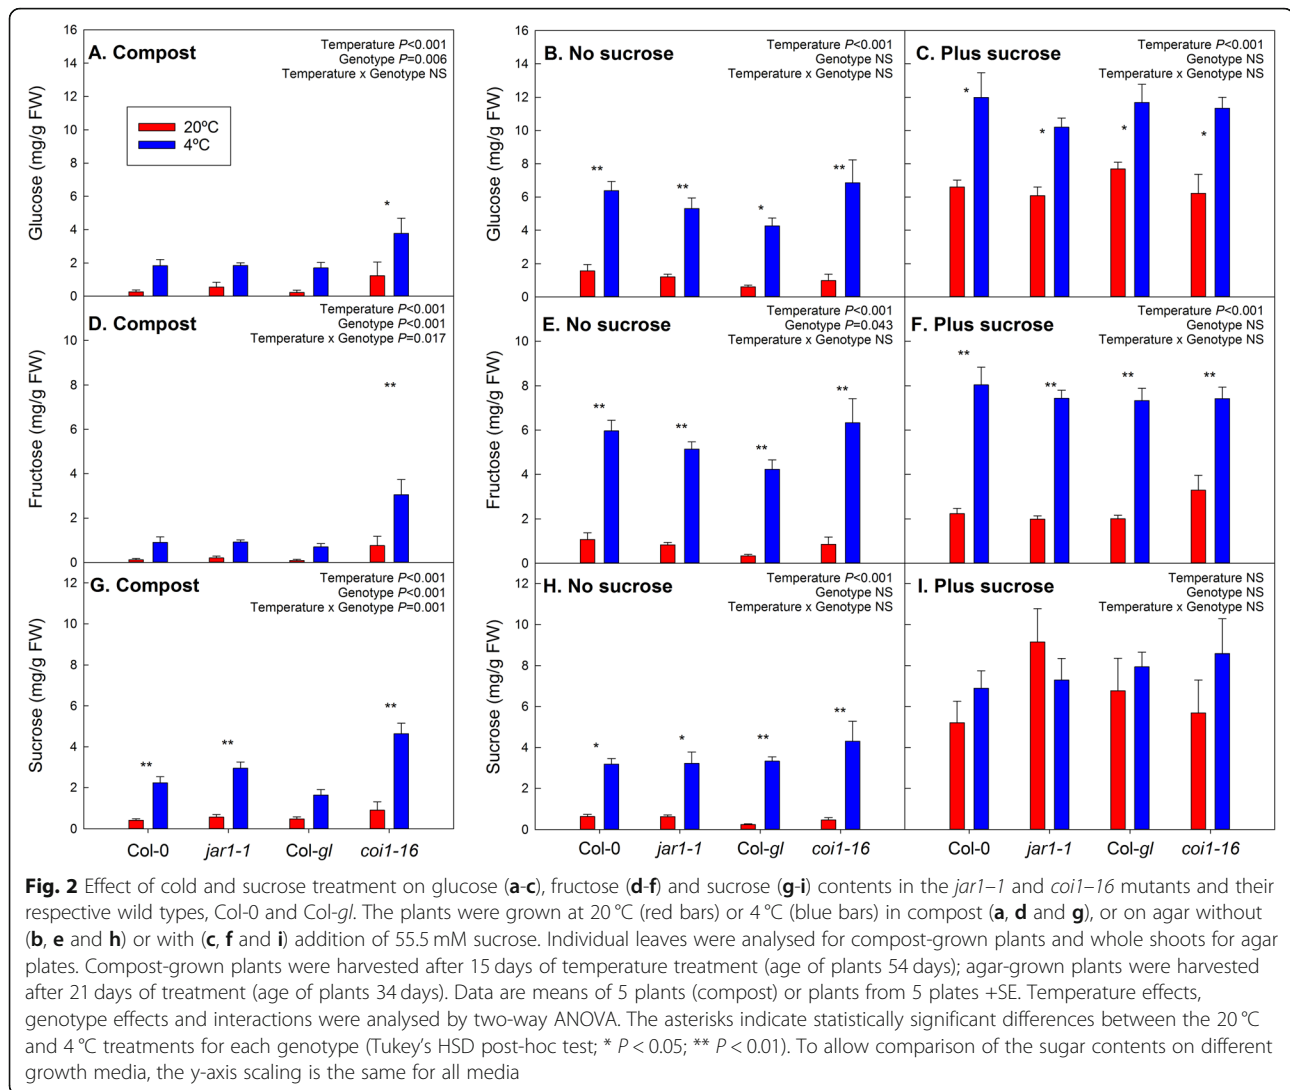 A. Compost
Temperature P<0.001
Genotype P=0.006
Temperature x Genotype NS
B. No sucrose
Temperature P<0.001
Genotype NS
Temperature x Genotype NS
C. Plus sucrose
Temperature P<0.001
Genotype NS
Temperature x Genotype NS
Glucose (mg/g FW)
16
14
12
10
8
6
4
2
0
20ºC
4ºC
*
Glucose (mg/g FW)
16
14
12
10
8
6
4
2
0
** ** * **
* * * *
D. Compost
Temperature P<0.001
Genotype P<0.001
Temperature x Genotype P=0.017
E. No sucrose
Temperature P<0.001
Genotype P=0.043
Temperature x Genotype NS
F. Plus sucrose
Temperature P<0.001
Genotype NS
Temperature x Genotype NS
Fructose (mg/g FW)
10
8
6
4
2
0
**
Fructose (mg/g FW)
10
8
6
4
2
0
** ** ** **
** ** ** **
G. Compost
Temperature P<0.001
Genotype P<0.001
Temperature x Genotype P=0.001
H. No sucrose
Temperature P<0.001
Genotype NS
Temperature x Genotype NS
I. Plus sucrose
Temperature NS
Genotype NS
Temperature x Genotype NS
Sucrose (mg/g FW)
12
10
8
6
4
2
0
** ** **
Sucrose (mg/g FW)
12
10
8
6
4
2
0
* * ** **
Col-0 jar1-1 Col-gl coi1-16
Col-0 jar1-1 Col-gl coi1-16
Col-0 jar1-1 Col-gl coi1-16
Fig. 2 Effect of cold and sucrose treatment on glucose (a-c), fructose (d-f) and sucrose (g-i) contents in the jar1–1 and coi1–16 mutants and their
respective wild types, Col-0 and Col-gl. The plants were grown at 20 °C (red bars) or 4 °C (blue bars) in compost (a, d and g), or on agar without
(b, e and h) or with (c, f and i) addition of 55.5 mM sucrose. Individual leaves were analysed for compost-grown plants and whole shoots for agar
plates. Compost-grown plants were harvested after 15 days of temperature treatment (age of plants 54 days); agar-grown plants were harvested
after 21 days of treatment (age of plants 34 days). Data are means of 5 plants (compost) or plants from 5 plates +SE. Temperature effects,
genotype effects and interactions were analysed by two-way ANOVA. The asterisks indicate statistically significant differences between the 20 °C
and 4 °C treatments for each genotype (Tukey's HSD post-hoc test; * P < 0.05; ** P < 0.01). To allow comparison of the sugar contents on different
growth media, the y-axis scaling is the same for all media